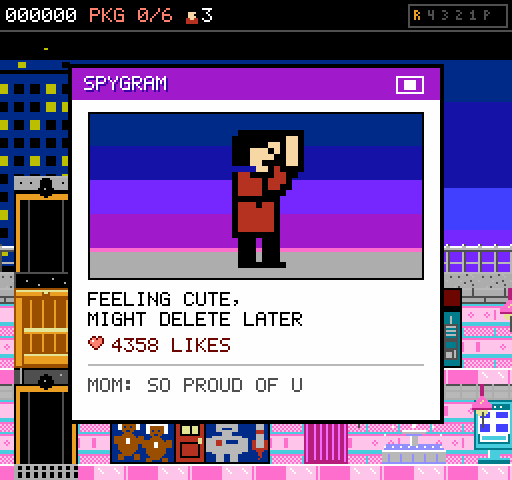 000000 PKG 0/6 3
R4321P
SPYGRAM
FEELING CUTE,
MIGHT DELETE LATER
4358 LIKES
MOM: SO PROUD OF U